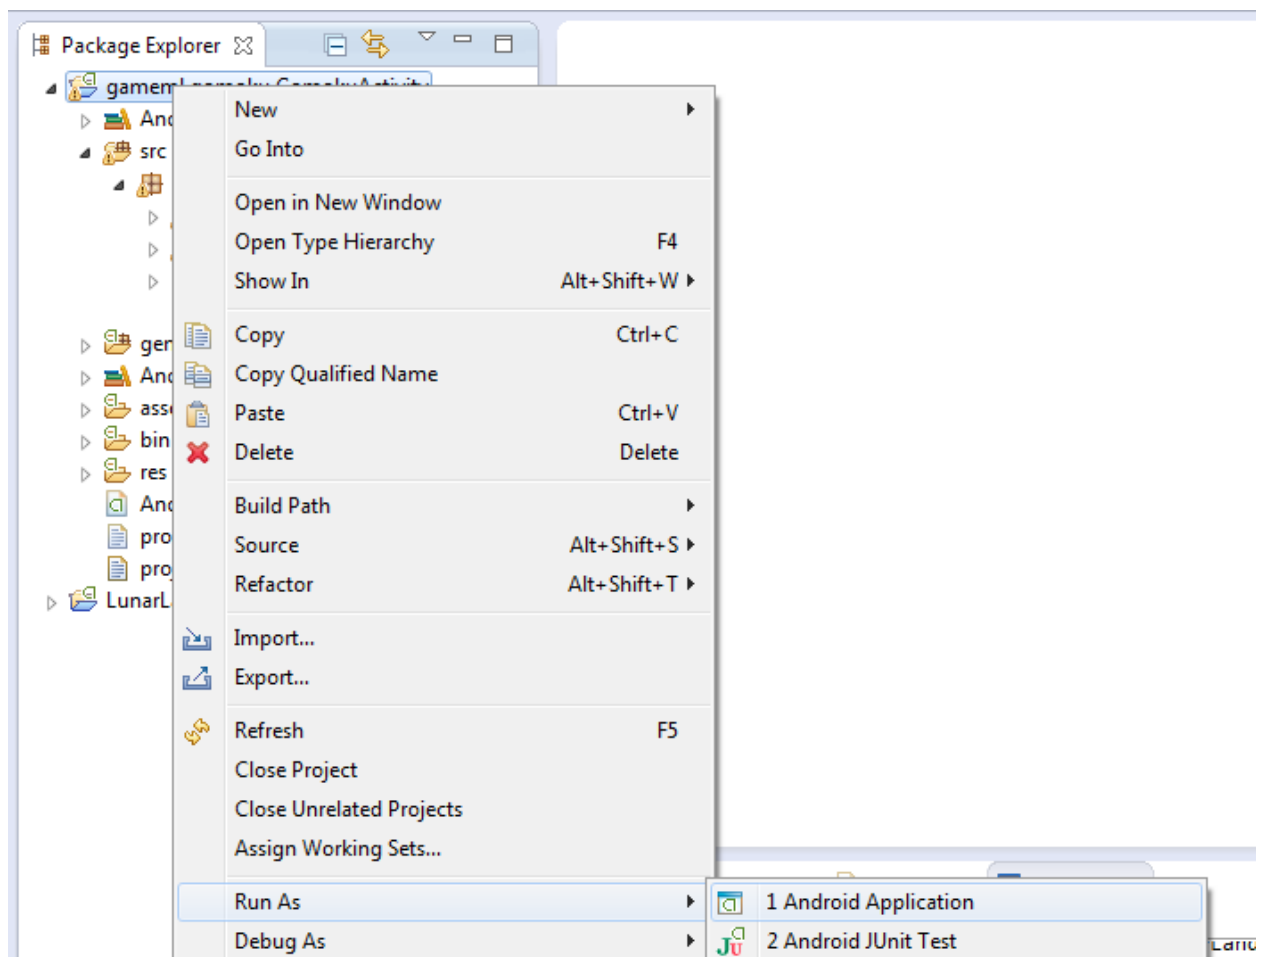 Package Explorer
New
Go Into
src
Open in New Window
Open Type Hierarchy F4
Show In Alt+Shift+W
Copy Ctrl+C
Copy Qualified Name
Paste Ctrl+V
bin
Delete Delete
res
Build Path
Source Alt+Shift+S
Refactor Alt+Shift+T
Import...
Export...
Refresh F5
Close Project
Close Unrelated Projects
Assign Working Sets...
Run As
1 Android Application
Debug As
2 Android JUnit Test